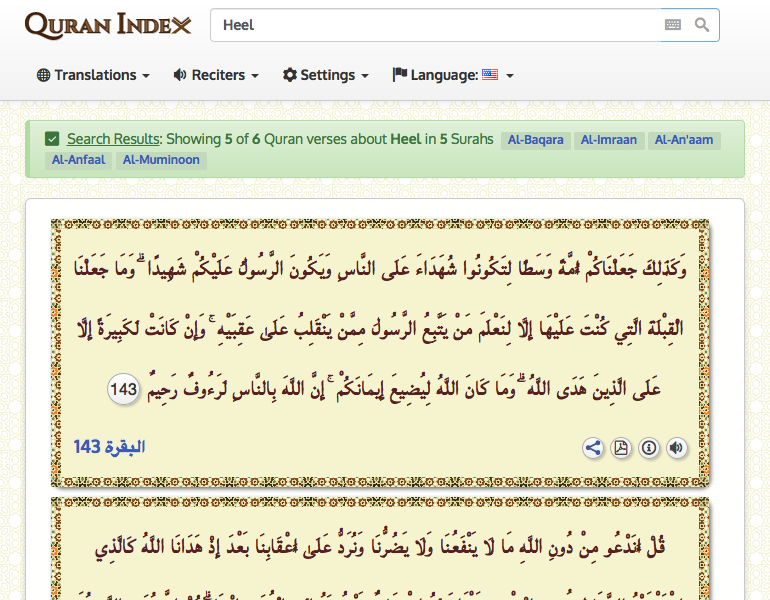 QURAN INDEX
Heel
Translations Reciters Settings Language:
Search Results: Showing 5 of 6 Quran verses about Heel in 5 Surahs Al-Baqara Al-Imraan Al-An'aam
Al-Anfaal Al-Muminoon
وَكَذَٰلِكَ جَعَلْنَاكُمْ أُمَّةً وَسَطًا لِتَكُونُوا شُهَدَاءَ عَلَى النَّاسِ وَيَكُونَ الرَّسُولُ عَلَيْكُمْ شَهِيدًا ۗ وَمَا جَعَلْنَا
الْقِبْلَةَ الَّتِي كُنْتَ عَلَيْهَا إِلَّا لِنَعْلَمَ مَنْ يَتَّبِعُ الرَّسُولَ مِمَّنْ يَنْقَلِبُ عَلَىٰ عَقِبَيْهِ ۚ وَإِنْ كَانَتْ لَكَبِيرَةً إِلَّا
عَلَى الَّذِينَ هَدَى اللَّهُ ۗ وَمَا كَانَ اللَّهُ لِيُضِيعَ إِيمَانَكُمْ ۚ إِنَّ اللَّهَ بِالنَّاسِ لَرَءُوفٌ رَحِيمٌ 143
البقرة 143
قُلْ أَنَدْعُو مِنْ دُونِ اللَّهِ مَا لَا يَنْفَعُنَا وَلَا يَضُرُّنَا وَنُرَدُّ عَلَىٰ أَعْقَابِنَا بَعْدَ إِذْ هَدَانَا اللَّهُ كَالَّذِي